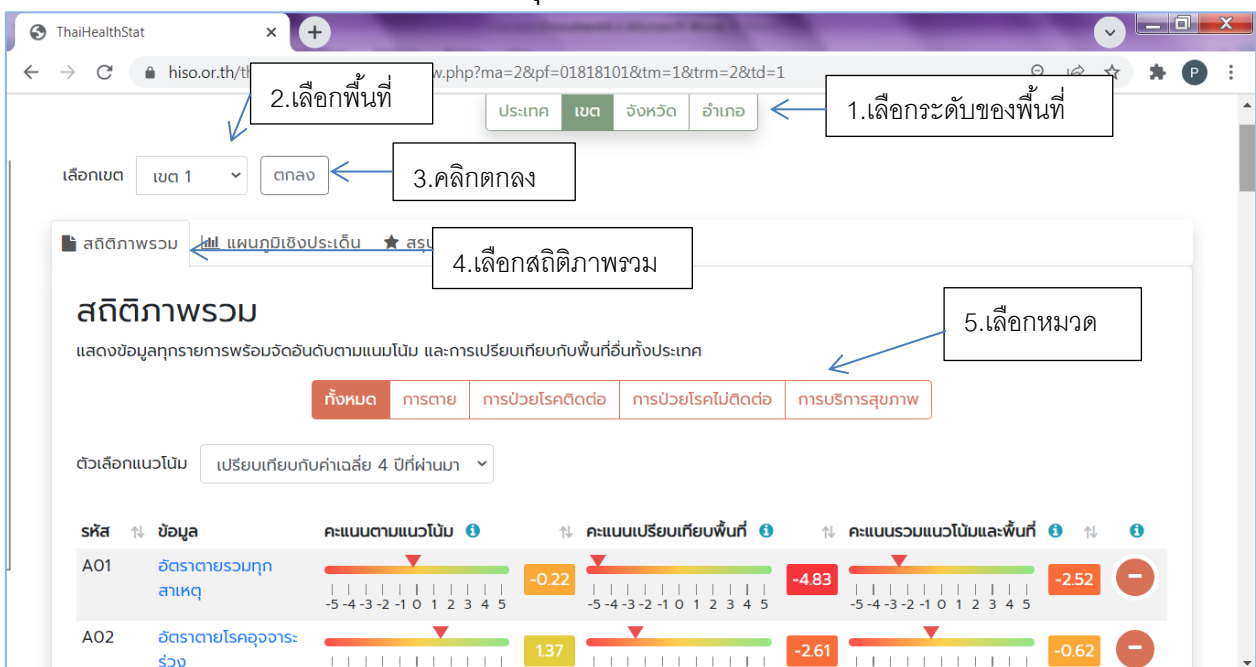 ThaiHealthStat
hiso.or.th/th
w.php?ma=2&pf=01818101&tm=1&trm=2&td=1
P
2.เลือกพื้นที่
ประเทศ เขต จังหวัด อำเภอ
1.เลือกระดับของพื้นที่
เลือกเขต เขต 1 ตกลง
3.คลิกตกลง
สถิติภาพรวม แผนภูมิเชิงประเด็น
4.เลือกสถิติภาพรวม
สถิติภาพรวม
5.เลือกหมวด
แสดงข้อมูลทุกรายการพร้อมจัดอันดับตามแนมโน้ม และการเปรียบเทียบกับพื้นที่อื่นทั้งประเทศ
ทั้งหมด การตาย การป่วยโรคติดต่อ การป่วยโรคไม่ติดต่อ การบริการสุขภาพ
ตัวเลือกแนวโน้ม เปรียบเทียบกับค่าเฉลี่ย 4 ปีที่ผ่านมา
รหัส ข้อมูล คะแนนตามแนวโน้ม คะแนนเปรียบเทียบพื้นที่ คะแนนรวมแนวโน้มและพื้นที่
A01 อัตราตายรวมทุก
สาเหตุ
-0.22 -4.83 -2.52
-5 -4 -3 -2 -1 0 1 2 3 4 5 -5 -4 -3 -2 -1 0 1 2 3 4 5 -5 -4 -3 -2 -1 0 1 2 3 4 5
A02 อัตราตายโรคอุจจาระ
ร่วง
1.37 -2.61 -0.62